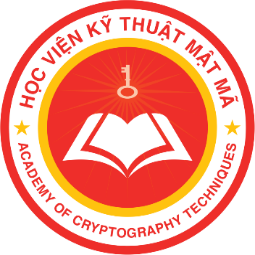 HỌC VIỆN KỸ THUẬT MẬT MÃ
ACADEMY OF CRYPTOGRAPHY TECHNIQUES